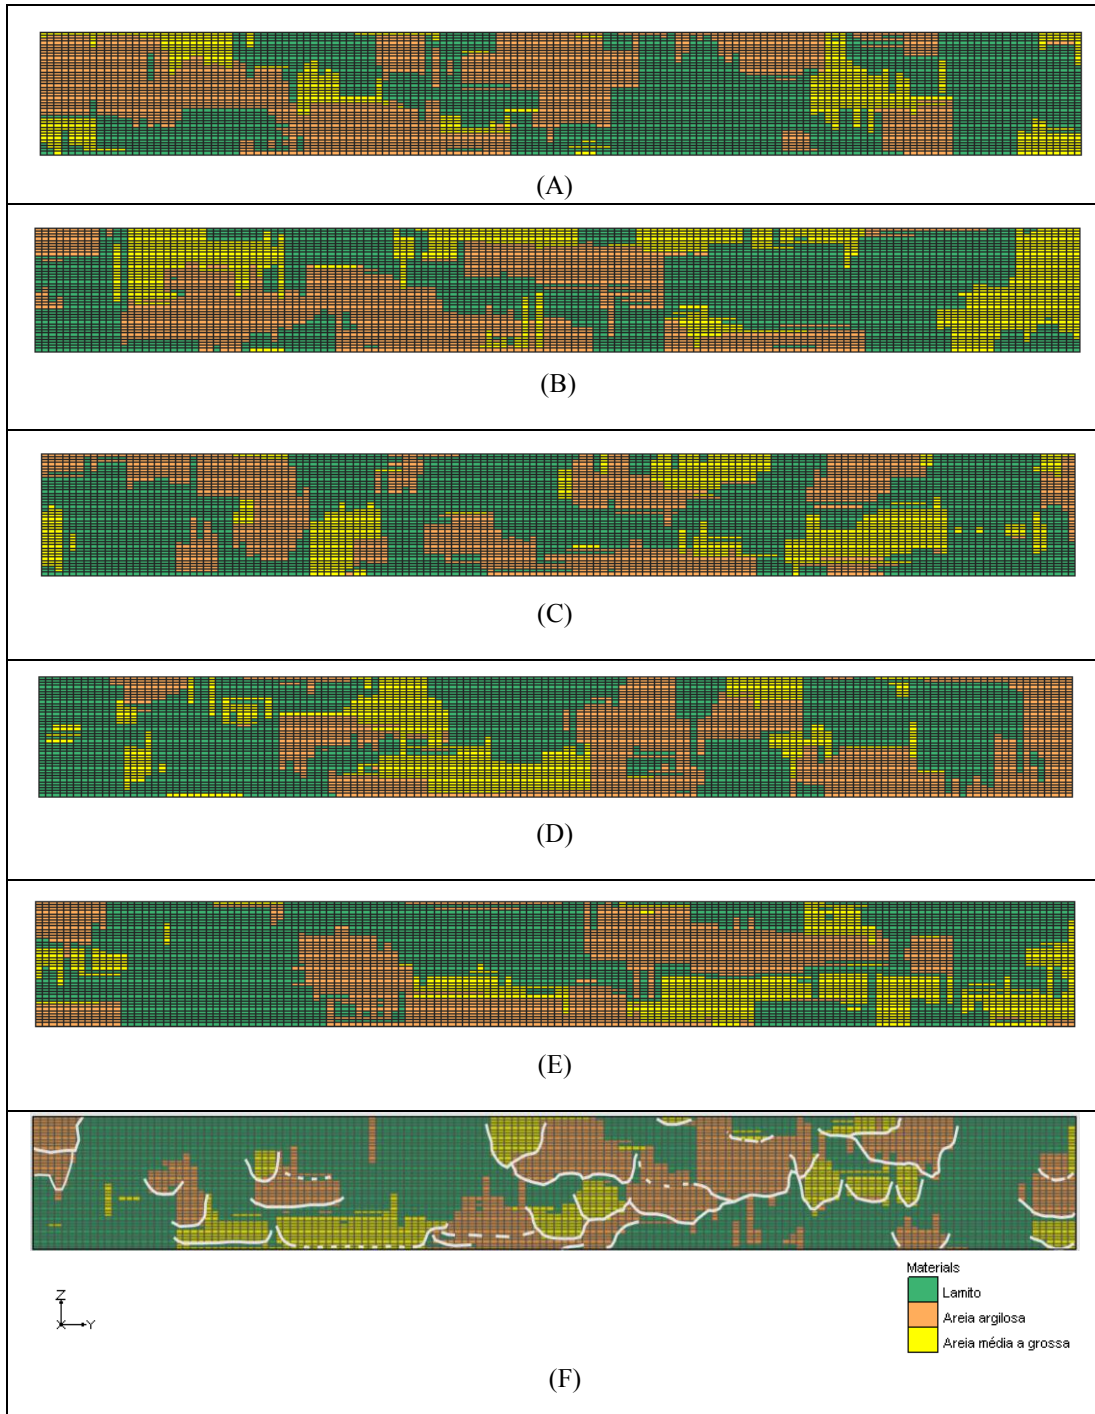 (A)
(B)
(C)
(D)
(E)
Materials
Lamito
Areia argilosa
Areia média a grossa
Z
X Y
(F)